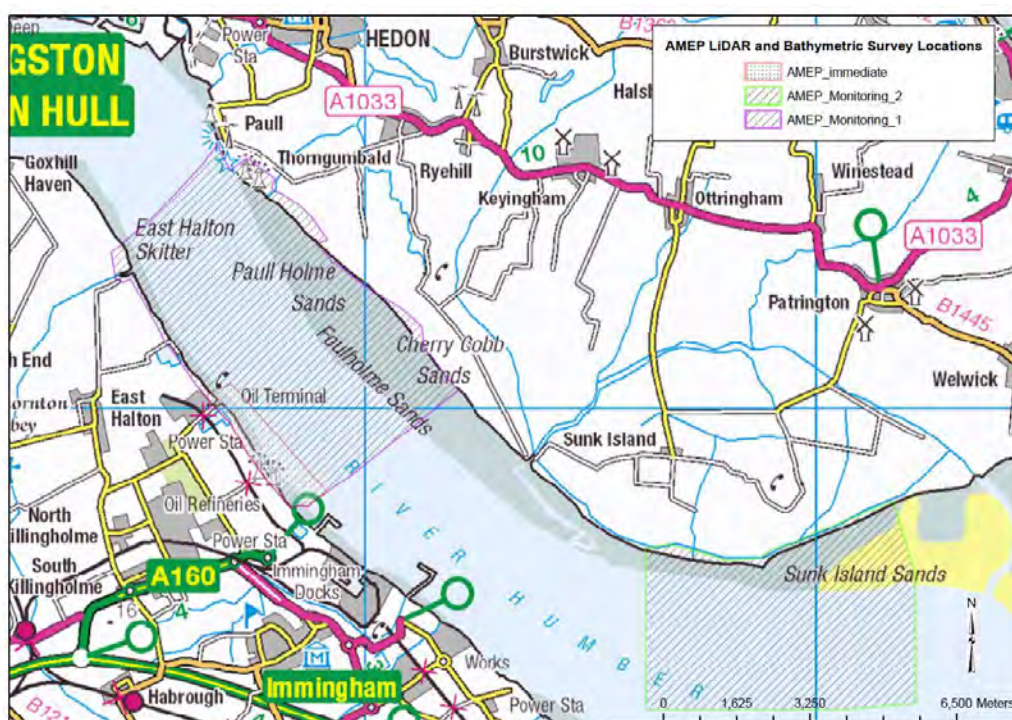 Power
Sta
HEDON
Burstwick
GSTON
N HULL
A1033
Halsh
AMEP LiDAR and Bathymetric Survey Locations
AMEP_immediate
AMEP_Monitoring_2
AMEP_Monitoring_1
Paull
Goxhill
Haven
Thorngumbald
Ryehill
10
Keyingham
Ottringham
Winestead
4
East Halton
Skitter
A1033
Paull Holme
Sands
Patrington
B1445
Foulholme Sands
Cherry Cobb
Sands
Welwick
East
Halton
Oil Terminal
Power Sta
Sunk Island
Oil Refineries
North
Killingholme
South
Killingholme
Power Sta
A160
Immingham
Docks
16
4
RIVER HUMBER
Sunk Island Sands
N
Works
Habrough
Immingham
Power Sta
0 1,625 3,250 6,500 Meters